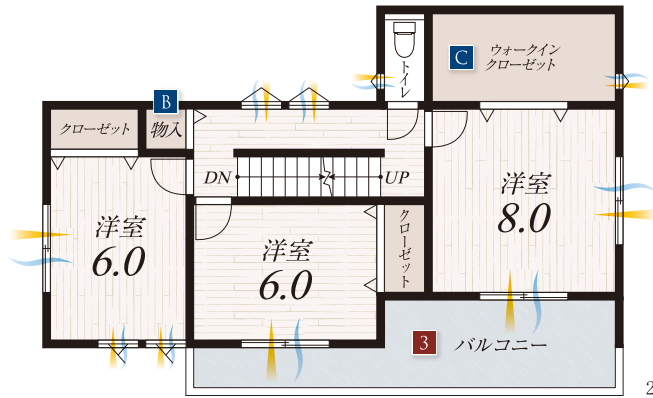 トイレ
C
ウォークイン
クローゼット
B
クローゼット
物入
DN
UP
洋室
8.0
洋室
6.0
洋室
6.0
クローゼット
3
バルコニー
2